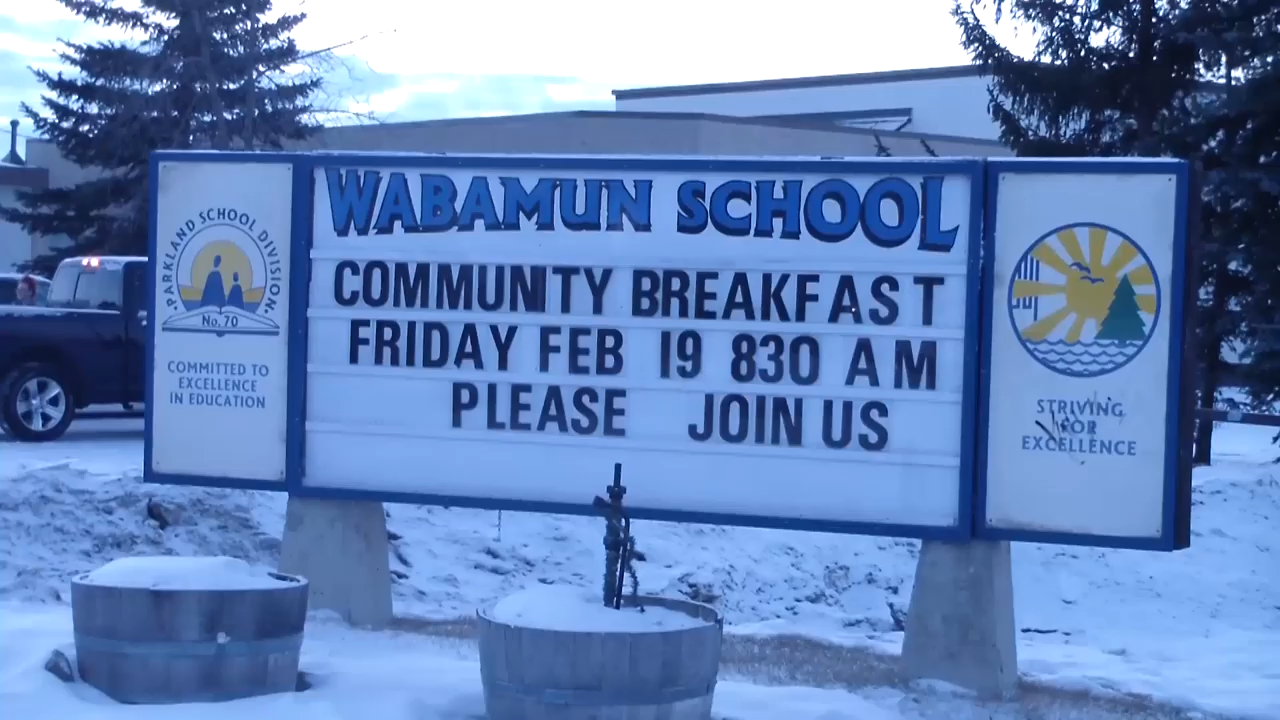 PARKLAND SCHOOL DIVISION
No. 70
COMMITTED TO
EXCELLENCE
IN EDUCATION
WABAMUN SCHOOL
COMMUNITY BREAKFAST
FRIDAY FEB 19 830 AM
PLEASE JOIN US
STRIVING
FOR
EXCELLENCE